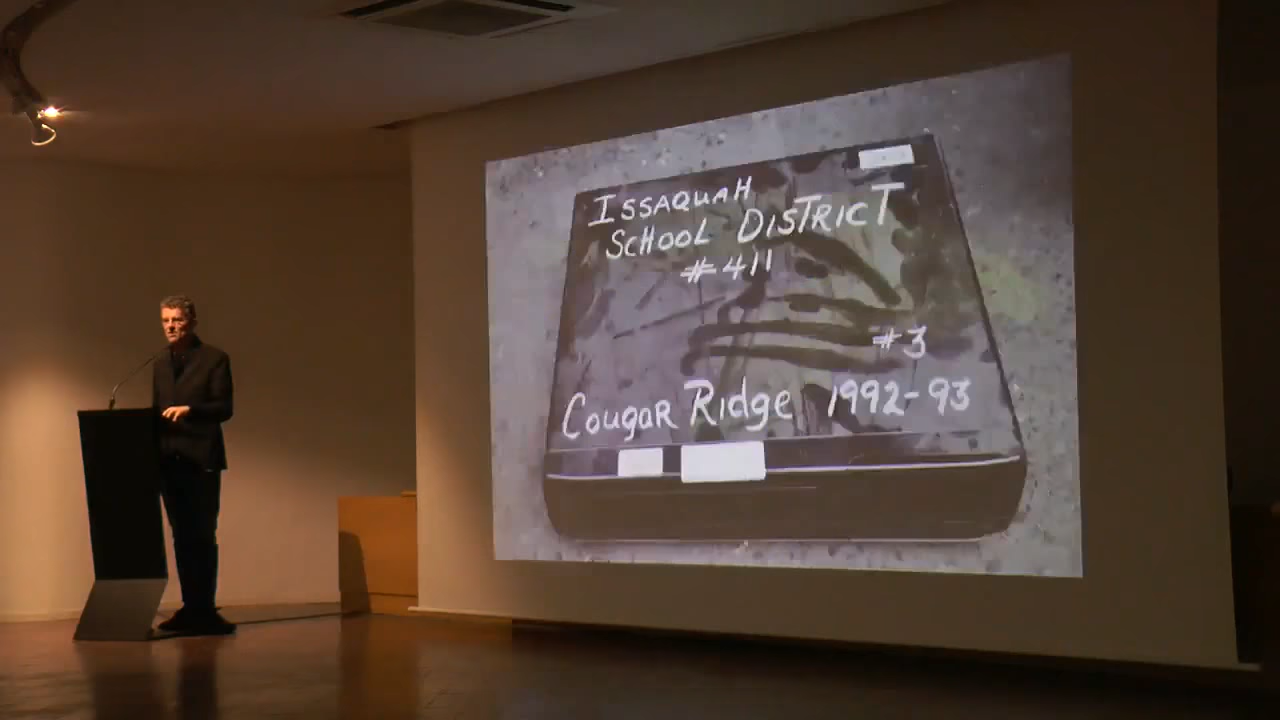 ISSAQUAH
SCHOOL DISTRICT
#411
#3
COUGAR RIDGE 1992-93